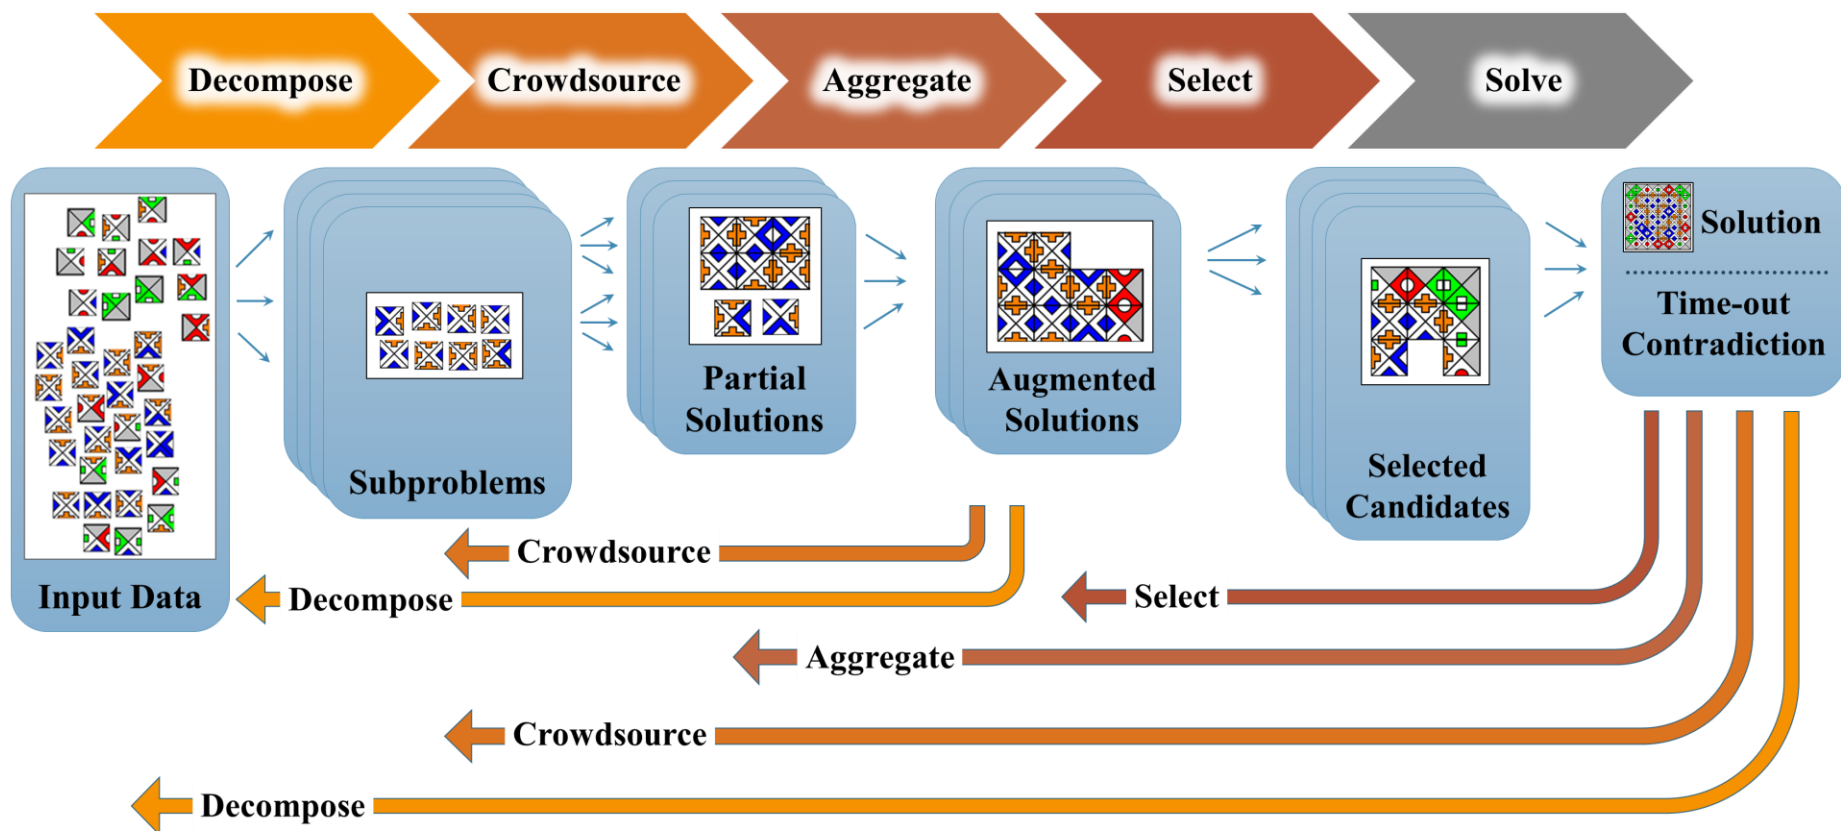 Decompose
Crowdsource
Aggregate
Select
Solve
Input Data
Subproblems
Partial
Solutions
Augmented
Solutions
Selected
Candidates
Solution
Time-out
Contradiction
Crowdsource
Decompose
Select
Aggregate
Crowdsource
Decompose